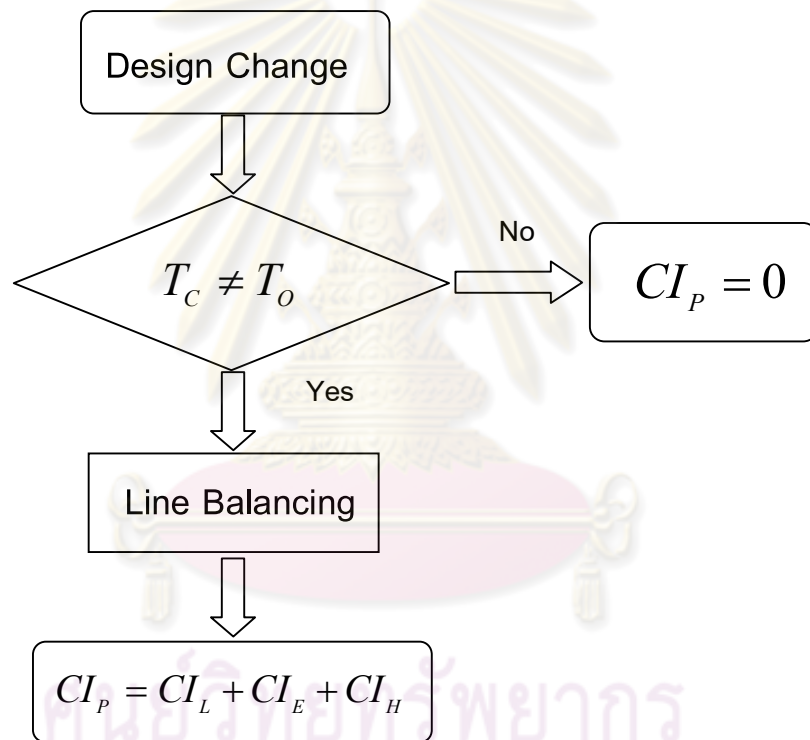 Design Change
T_C ≠ T_O
No
CI_P = 0
Yes
Line Balancing
CI_P = CI_L + CI_E + CI_H
ศูนย์วิทยทรัพยากร